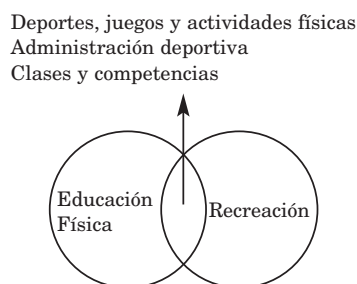 Deportes, juegos y actividades físicas
Administración deportiva
Clases y competencias
Educación
Física
Recreación